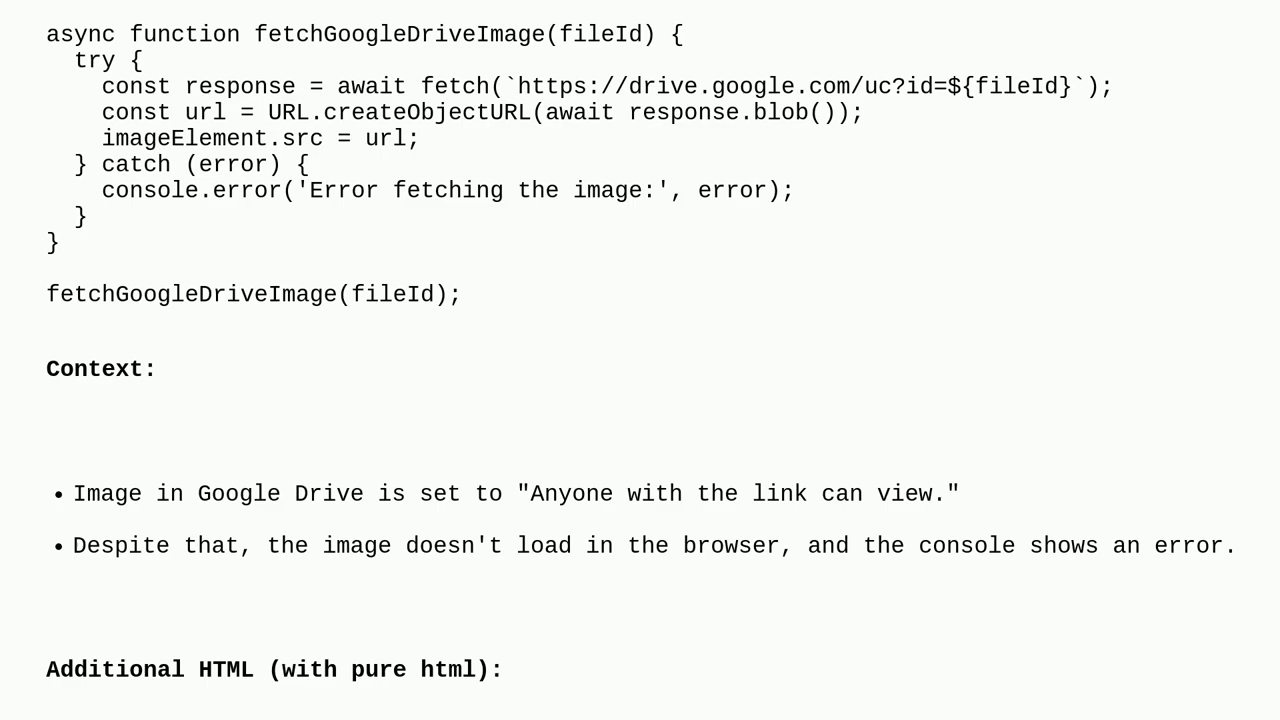 async function fetchGoogleDriveImage(fileId) {
  try {
    const response = await fetch(`https://drive.google.com/uc?id=${fileId}`);
    const url = URL.createObjectURL(await response.blob());
    imageElement.src = url;
  } catch (error) {
    console.error('Error fetching the image:', error);
  }
}
fetchGoogleDriveImage(fileId);
Context:
• Image in Google Drive is set to "Anyone with the link can view."
• Despite that, the image doesn't load in the browser, and the console shows an error.
Additional HTML (with pure html):